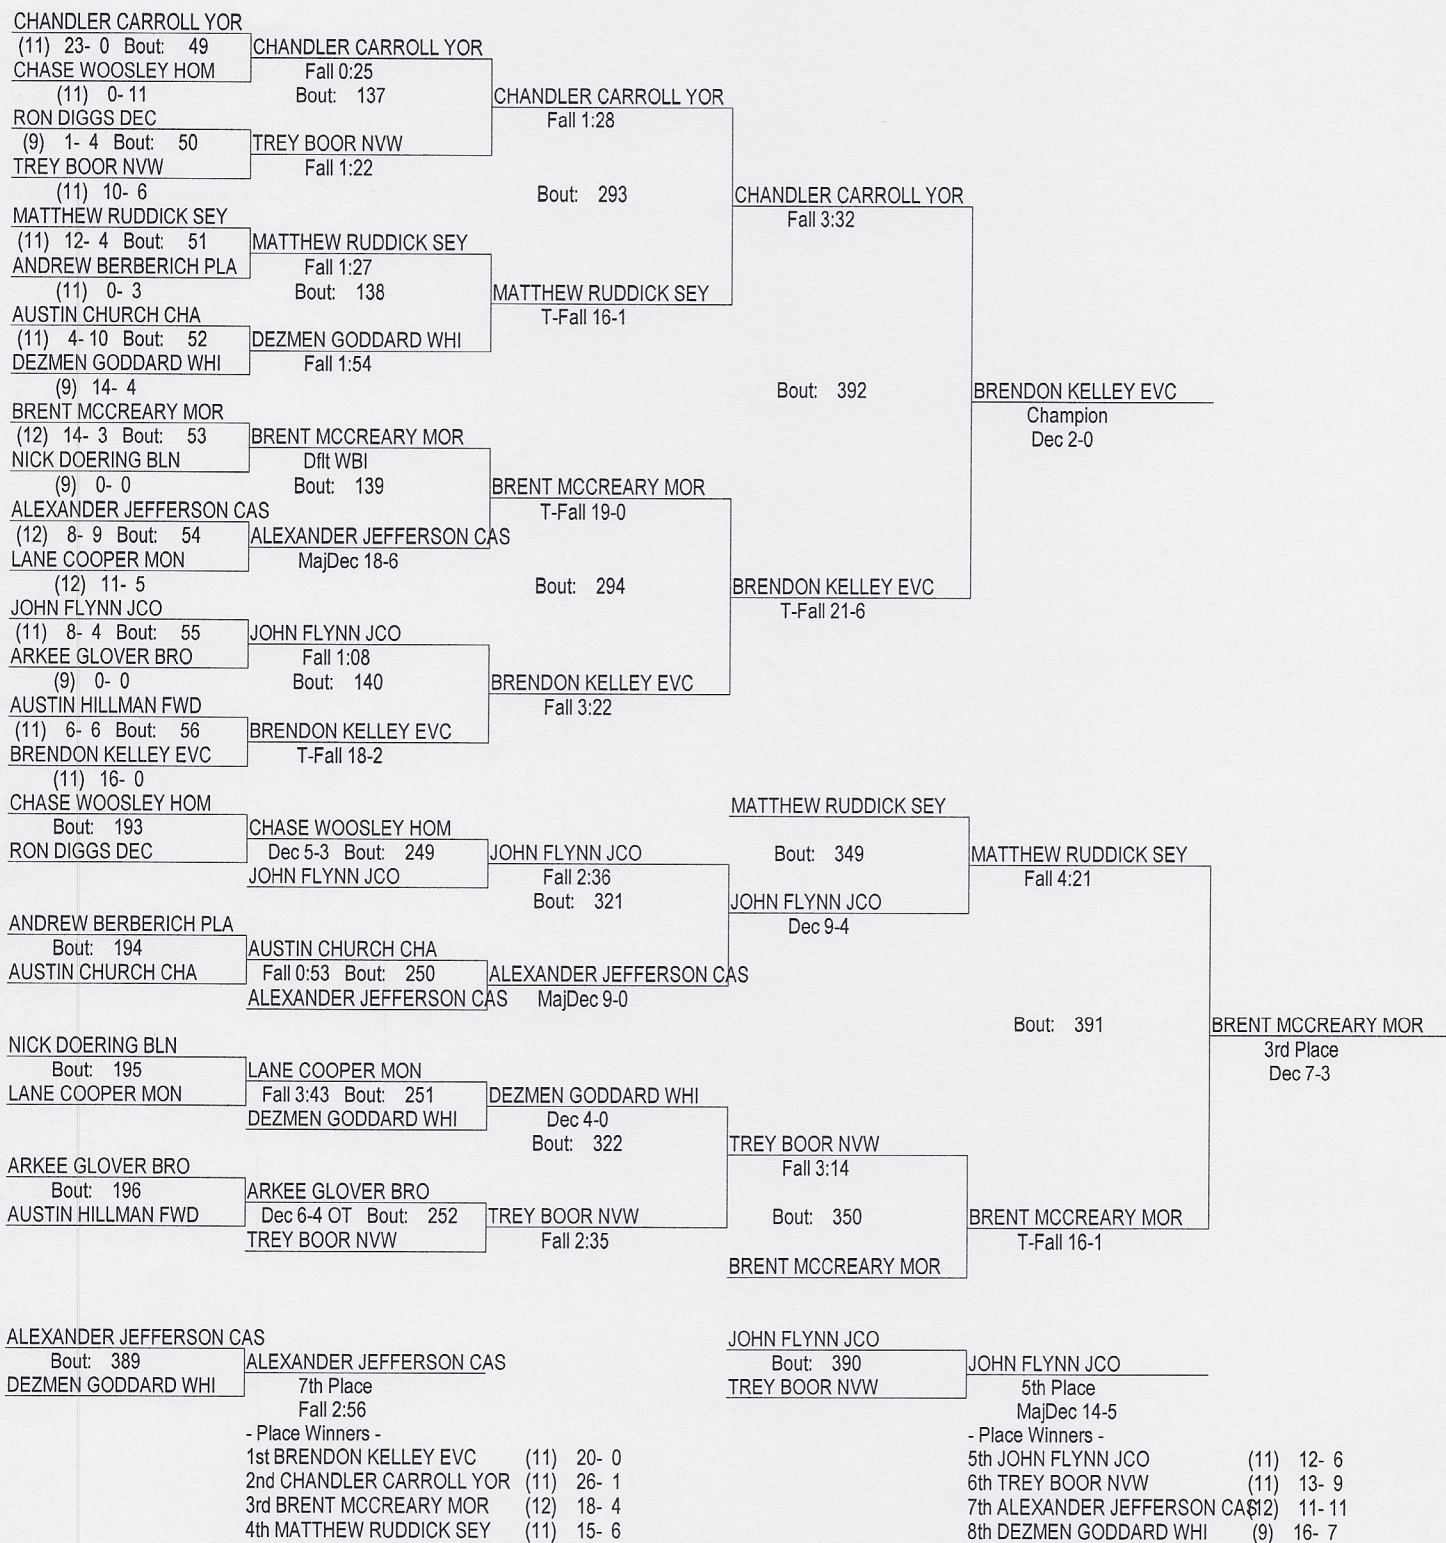 CHANDLER CARROLL YOR
(11) 23- 0 Bout: 49
CHANDLER CARROLL YOR
CHASE WOOSLEY HOM
Fall 0:25
(11) 0-11
Bout: 137
CHANDLER CARROLL YOR
RON DIGGS DEC
Fall 1:28
(9) 1- 4 Bout: 50
TREY BOOR NVW
TREY BOOR NVW
Fall 1:22
(11) 10- 6
Bout: 293
CHANDLER CARROLL YOR
MATTHEW RUDDICK SEY
Fall 3:32
(11) 12- 4 Bout: 51
MATTHEW RUDDICK SEY
ANDREW BERBERICH PLA
Fall 1:27
(11) 0- 3
Bout: 138
MATTHEW RUDDICK SEY
AUSTIN CHURCH CHA
T-Fall 16-1
(11) 4-10 Bout: 52
DEZMEN GODDARD WHI
DEZMEN GODDARD WHI
Fall 1:54
(9) 14- 4
Bout: 392
BRENDON KELLEY EVC
BRENT MCCREARY MOR
Champion
(12) 14- 3 Bout: 53
BRENT MCCREARY MOR
Dec 2-0
NICK DOERING BLN
Dflt WBI
(9) 0- 0
Bout: 139
BRENT MCCREARY MOR
ALEXANDER JEFFERSON CAS
T-Fall 19-0
(12) 8- 9 Bout: 54
ALEXANDER JEFFERSON CAS
LANE COOPER MON
MajDec 18-6
(12) 11- 5
Bout: 294
BRENDON KELLEY EVC
JOHN FLYNN JCO
T-Fall 21-6
(11) 8- 4 Bout: 55
JOHN FLYNN JCO
ARKEE GLOVER BRO
Fall 1:08
(9) 0- 0
Bout: 140
BRENDON KELLEY EVC
AUSTIN HILLMAN FWD
Fall 3:22
(11) 6- 6 Bout: 56
BRENDON KELLEY EVC
BRENDON KELLEY EVC
T-Fall 18-2
(11) 16- 0
CHASE WOOSLEY HOM
MATTHEW RUDDICK SEY
Bout: 193
CHASE WOOSLEY HOM
RON DIGGS DEC
Dec 5-3 Bout: 249
JOHN FLYNN JCO
Bout: 349
MATTHEW RUDDICK SEY
JOHN FLYNN JCO
Fall 2:36
Fall 4:21
Bout: 321
JOHN FLYNN JCO
ANDREW BERBERICH PLA
Dec 9-4
Bout: 194
AUSTIN CHURCH CHA
AUSTIN CHURCH CHA
Fall 0:53 Bout: 250
ALEXANDER JEFFERSON CAS
ALEXANDER JEFFERSON CAS
MajDec 9-0
Bout: 391
BRENT MCCREARY MOR
NICK DOERING BLN
3rd Place
Bout: 195
LANE COOPER MON
Dec 7-3
LANE COOPER MON
Fall 3:43 Bout: 251
DEZMEN GODDARD WHI
DEZMEN GODDARD WHI
Dec 4-0
Bout: 322
TREY BOOR NVW
ARKEE GLOVER BRO
Fall 3:14
Bout: 196
ARKEE GLOVER BRO
AUSTIN HILLMAN FWD
Dec 6-4 OT Bout: 252
TREY BOOR NVW
Bout: 350
BRENT MCCREARY MOR
TREY BOOR NVW
Fall 2:35
T-Fall 16-1
BRENT MCCREARY MOR
ALEXANDER JEFFERSON CAS
JOHN FLYNN JCO
Bout: 389
ALEXANDER JEFFERSON CAS
Bout: 390
JOHN FLYNN JCO
DEZMEN GODDARD WHI
7th Place
TREY BOOR NVW
5th Place
Fall 2:56
MajDec 14-5
- Place Winners -
- Place Winners -
1st BRENDON KELLEY EVC (11) 20- 0
5th JOHN FLYNN JCO (11) 12- 6
2nd CHANDLER CARROLL YOR (11) 26- 1
6th TREY BOOR NVW (11) 13- 9
3rd BRENT MCCREARY MOR (12) 18- 4
7th ALEXANDER JEFFERSON CAS(12) 11-11
4th MATTHEW RUDDICK SEY (11) 15- 6
8th DEZMEN GODDARD WHI (9) 16- 7